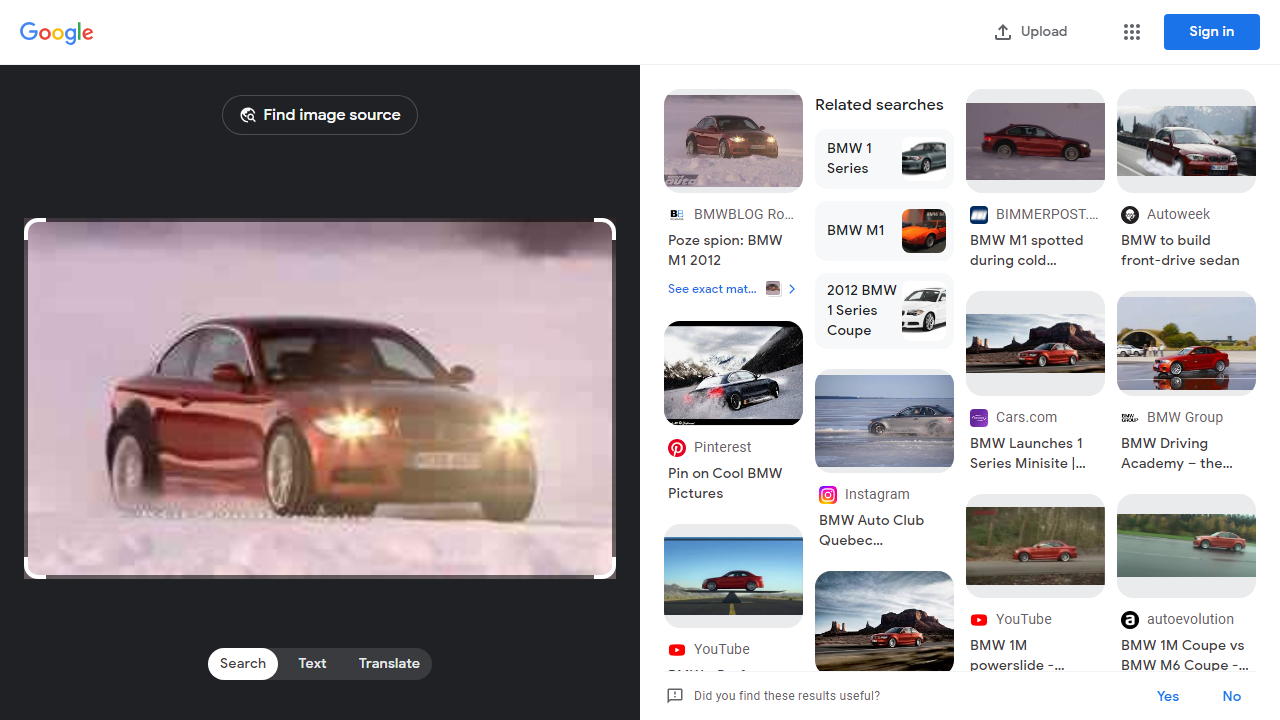 Google
Upload
Sign in
Find image source
Search
Text
Translate
BMWBLOG Ro...
Poze spion: BMW
M1 2012
See exact mat...
Pinterest
Pin on Cool BMW
Pictures
YouTube
Related searches
BMW 1
Series
BMW M1
2012 BMW
1 Series
Coupe
Instagram
BMW Auto Club
Quebec...
BIMMERPOST....
BMW M1 spotted
during cold...
Cars.com
BMW Launches 1
Series Minisite |...
YouTube
BMW 1M
powerslide -...
Autoweek
BMW to build
front-drive sedan
BMW Group
BMW Driving
Academy – the...
autoevolution
BMW 1M Coupe vs
BMW M6 Coupe -...
Did you find these results useful?
Yes
No